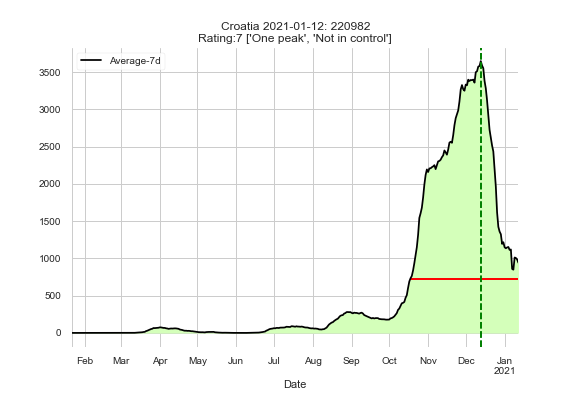 Croatia 2021-01-12: 220982
Rating:7 ['One peak', 'Not in control']
Average-7d
3500
3000
2500
2000
1500
1000
500
0
Feb Mar Apr May Jun Jul Aug Sep Oct Nov Dec Jan
2021
Date